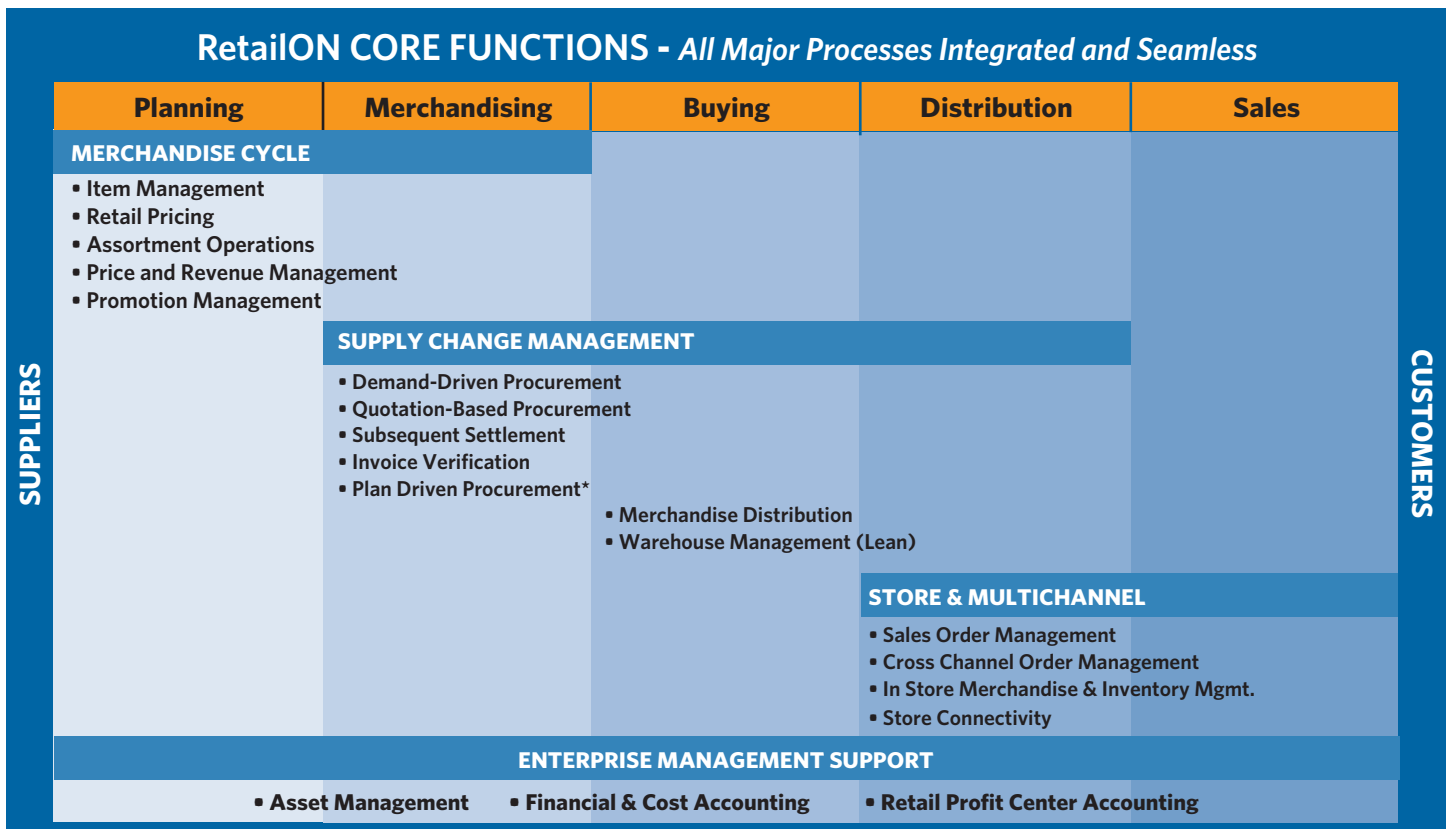 RetailON CORE FUNCTIONS - All Major Processes Integrated and Seamless
Planning
Merchandising
Buying
Distribution
Sales
SUPPLIERS
MERCHANDISE CYCLE
• Item Management
• Retail Pricing
• Assortment Operations
• Price and Revenue Management
• Promotion Management
SUPPLY CHANGE MANAGEMENT
• Demand-Driven Procurement
• Quotation-Based Procurement
• Subsequent Settlement
• Invoice Verification
• Plan Driven Procurement*
• Merchandise Distribution
• Warehouse Management (Lean)
STORE & MULTICHANNEL
• Sales Order Management
• Cross Channel Order Management
• In Store Merchandise & Inventory Mgmt.
• Store Connectivity
CUSTOMERS
ENTERPRISE MANAGEMENT SUPPORT
• Asset Management • Financial & Cost Accounting • Retail Profit Center Accounting